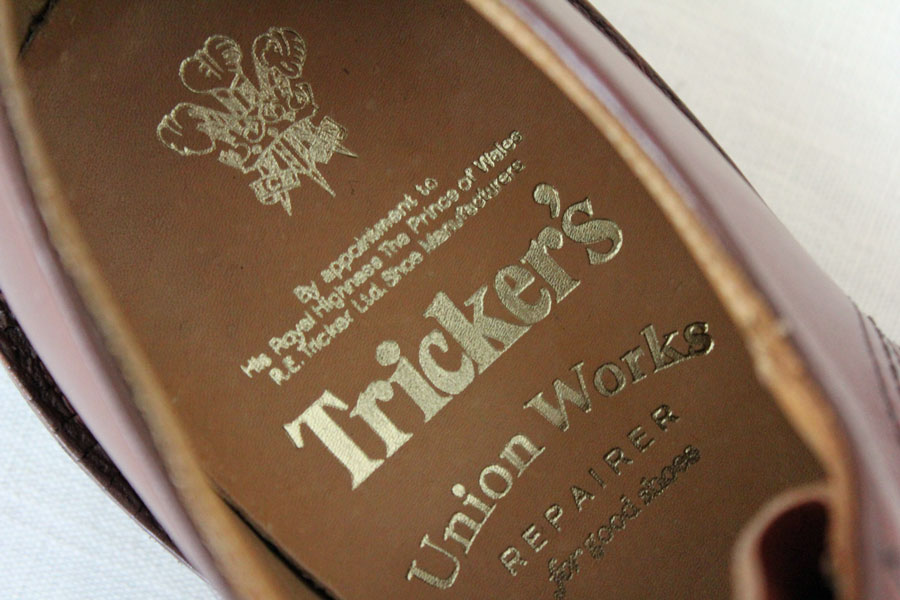 By appointment to
His Royal Highness The Prince of Wales
R.E. Tricker Ltd. Shoe Manufacturers
Tricker's
Union Works
REPAIRER
for good shoes